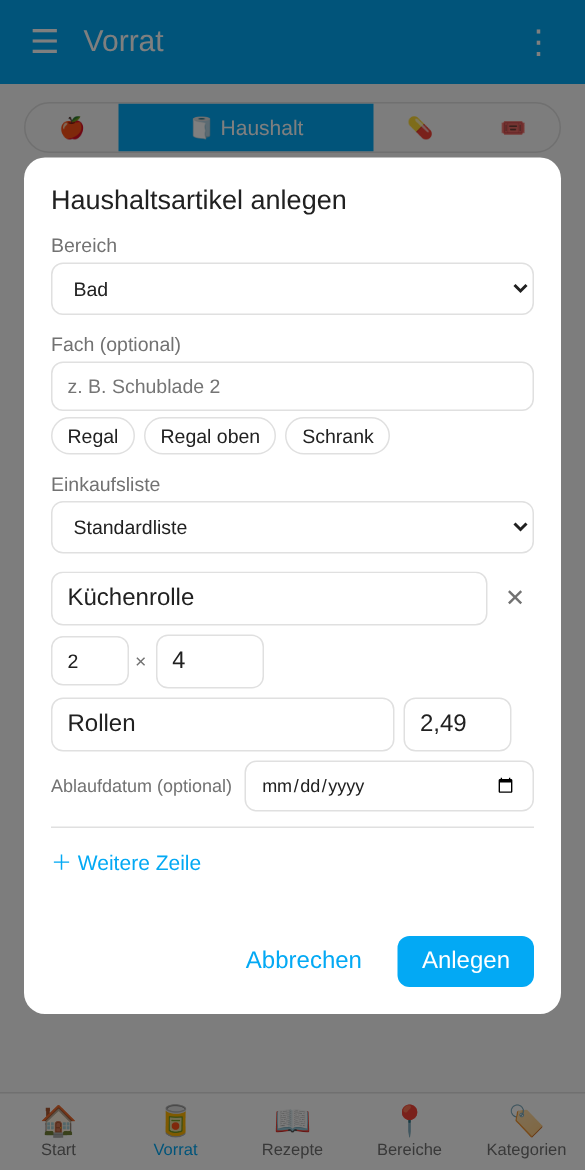 Vorrat
Haushalt
Haushaltsartikel anlegen
Bereich
Bad
Fach (optional)
z. B. Schublade 2
Regal Regal oben Schrank
Einkaufsliste
Standardliste
Küchenrolle ✕
2 × 4
Rollen 2,49
Ablaufdatum (optional) mm/dd/yyyy
+ Weitere Zeile
Abbrechen Anlegen
Start Vorrat Rezepte Bereiche Kategorien